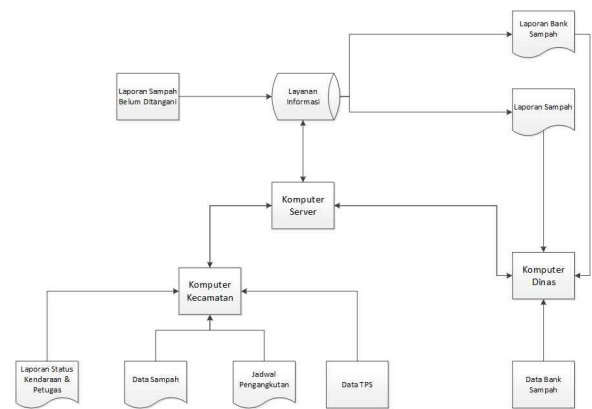 Laporan Bank
Sampah
Laporan Sampah
Belum Ditangani
Layanan
Informasi
Laporan Sampah
Komputer
Server
Komputer
Kecamatan
Komputer
Dinas
Laporan Status
Kendaraan &
Petugas
Data Sampah
Jadwal
Pengangkutan
Data TPS
Data Bank
Sampah